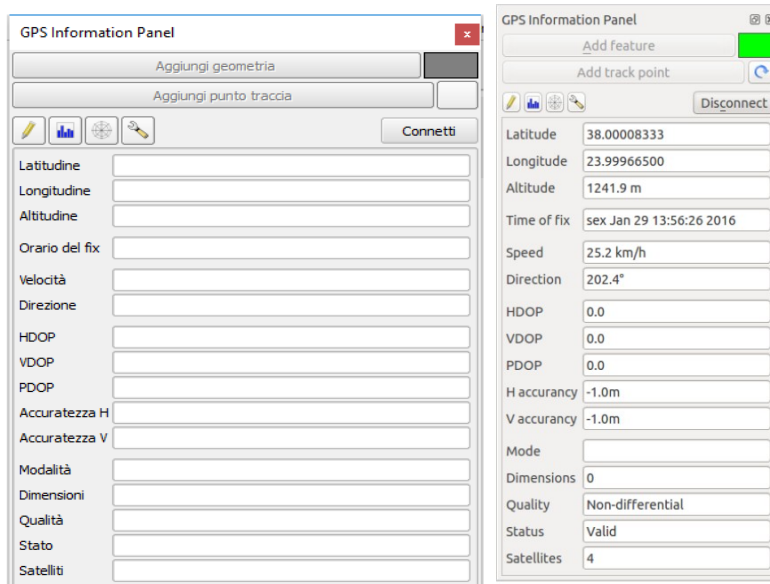 GPS Information Panel
Aggiungi geometria
Aggiungi punto traccia
Connetti
Latitudine
Longitudine
Altitudine
Orario del fix
Velocità
Direzione
HDOP
VDOP
PDOP
Accuratezza H
Accuratezza V
Modalità
Dimensioni
Qualità
Stato
Satelliti
GPS Information Panel
Add feature
Add track point
Disconnect
Latitude 38.00008333
Longitude 23.99966500
Altitude 1241.9 m
Time of fix sex Jan 29 13:56:26 2016
Speed 25.2 km/h
Direction 202.4°
HDOP 0.0
VDOP 0.0
PDOP 0.0
H accurancy -1.0m
V accurancy -1.0m
Mode
Dimensions 0
Quality Non-differential
Status Valid
Satellites 4